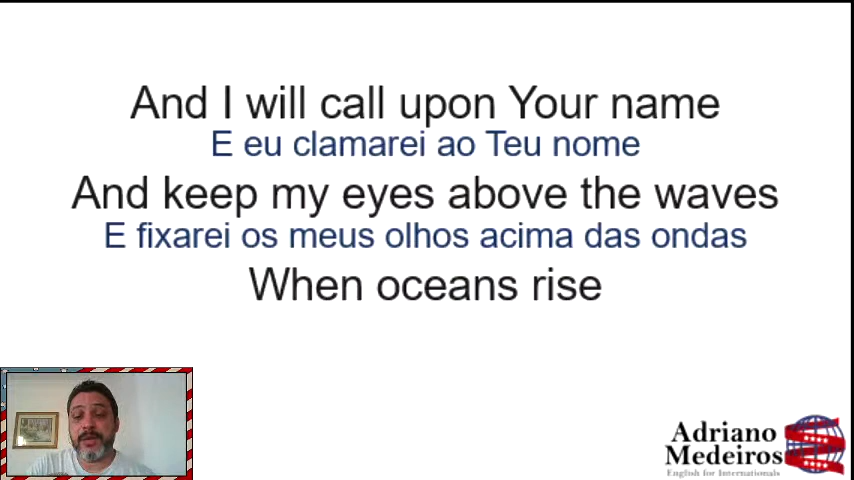 And I will call upon Your name
E eu clamarei ao Teu nome
And keep my eyes above the waves
E fixarei os meus olhos acima das ondas
When oceans rise
Adriano
Medeiros
English for Internationals